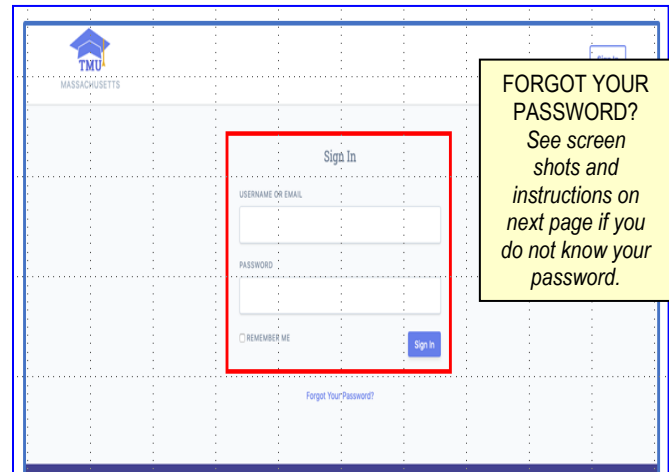 TMU
MASSACHUSETTS
Sign In
FORGOT YOUR
PASSWORD?
See screen
shots and
instructions on
next page if you
do not know your
password.
Sign In
USERNAME OR EMAIL
PASSWORD
REMEMBER ME
Sign In
Forgot Your Password?